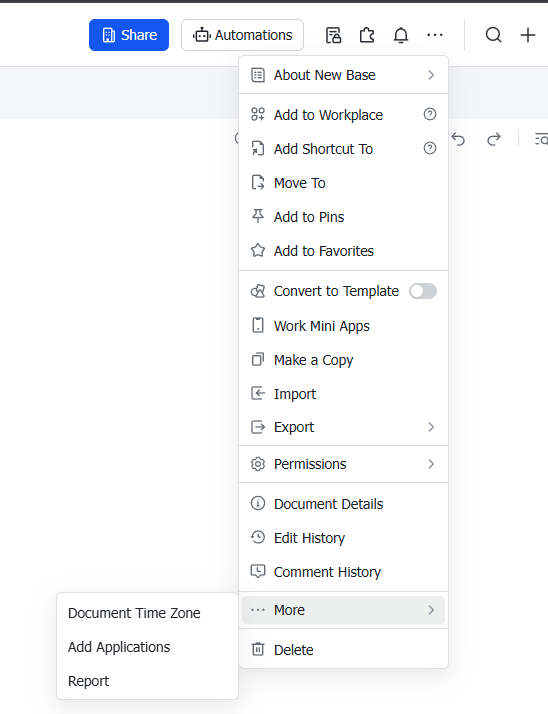 Share
Automations
About New Base
Add to Workplace
Add Shortcut To
Move To
Add to Pins
Add to Favorites
Convert to Template
Work Mini Apps
Make a Copy
Import
Export
Permissions
Document Details
Edit History
Comment History
More
Delete
Document Time Zone
Add Applications
Report